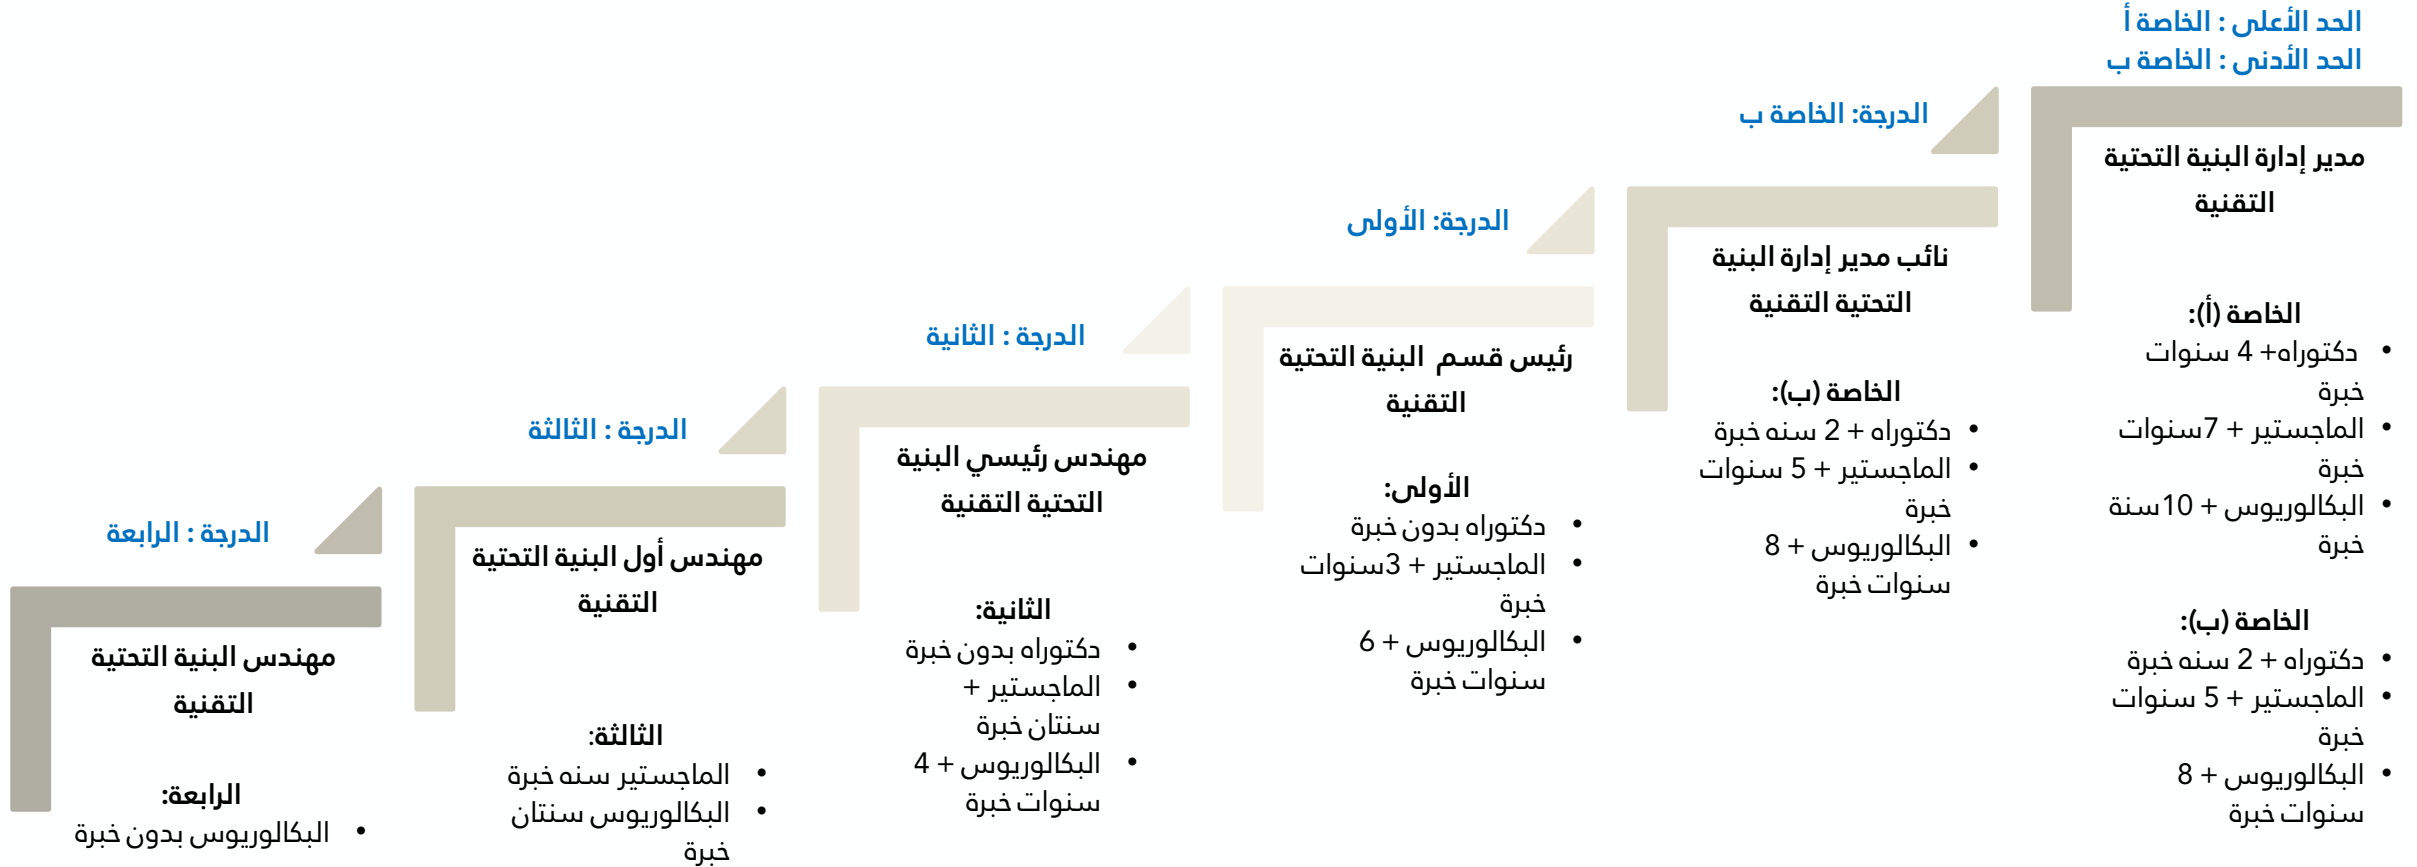 الحد الأعلى : الخاصة أ
الحد الأدنى : الخاصة ب
مدير إدارة البنية التحتية
التقنية
الخاصة (أ):
• دكتوراه+ 4 سنوات
خبرة
• الماجستير + 7سنوات
خبرة
• البكالوريوس + 10سنة
خبرة
الخاصة (ب):
• دكتوراه + 2 سنه خبرة
• الماجستير + 5 سنوات
خبرة
• البكالوريوس + 8
سنوات خبرة
الدرجة: الخاصة ب
نائب مدير إدارة البنية
التحتية التقنية
الخاصة (ب):
• دكتوراه + 2 سنه خبرة
• الماجستير + 5 سنوات
خبرة
• البكالوريوس + 8
سنوات خبرة
الدرجة: الأولى
رئيس قسم البنية التحتية
التقنية
الأولى:
• دكتوراه بدون خبرة
• الماجستير + 3سنوات
خبرة
• البكالوريوس + 6
سنوات خبرة
الدرجة : الثانية
مهندس رئيسي البنية
التحتية التقنية
الثانية:
• دكتوراه بدون خبرة
• الماجستير +
سنتان خبرة
• البكالوريوس + 4
سنوات خبرة
الدرجة : الثالثة
مهندس أول البنية التحتية
التقنية
الثالثة:
• الماجستير سنه خبرة
• البكالوريوس سنتان
خبرة
الدرجة : الرابعة
مهندس البنية التحتية
التقنية
الرابعة:
• البكالوريوس بدون خبرة